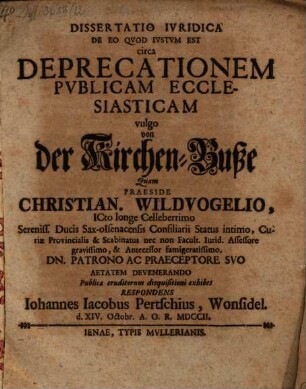 DISSERTATIO IVRIDICA
DE EO QVOD IVSTVM EST
circa
DEPRECATIONEM
PVBLICAM ECCLE-
SIASTICAM
vulgo
von
der Kirchen-Buße
Quam
PRAESIDE
CHRISTIAN. WILDVOGELIO,
ICto longe Celleberrimo
Sereniss. Ducis Sax-Isenacensis Consiliarii Status intimo, Cu-
riæ Provincialis & Scabinatus nec non Facult. Iurid. Assessore
gravissimo, & Antecessor famigeratissimo.
DN. PATRONO AC PRAECEPTORE SVO
AETATEM DEVENERANDO
Publicæ eruditorum disquisitioni exhibet
RESPONDENS
Iohannes Iacobus Pertschius, Wonsidel.
d. XIV. Octobr. A. O. R. MDCCII.
IENAE, TYPIS MVLLERIANIS.